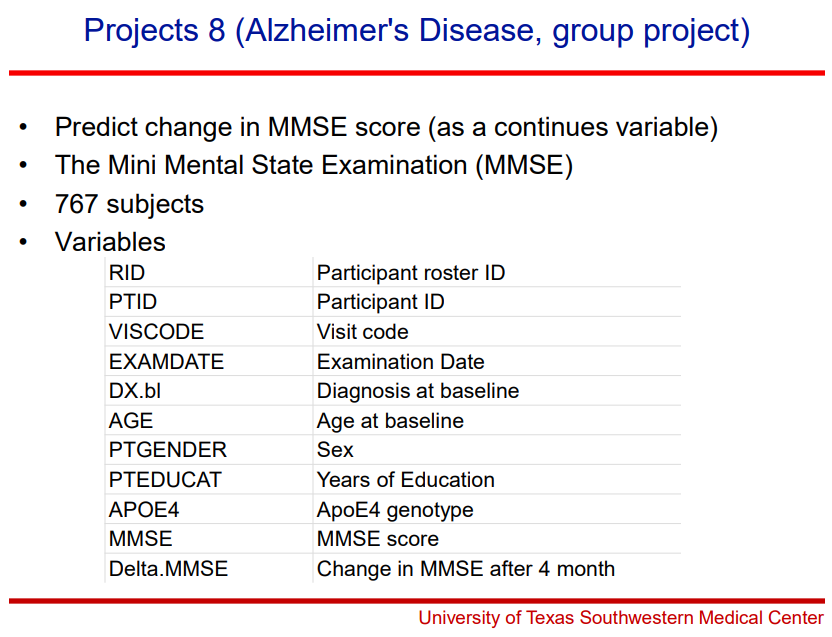 Projects 8 (Alzheimer's Disease, group project)
• Predict change in MMSE score (as a continues variable)
• The Mini Mental State Examination (MMSE)
• 767 subjects
• Variables
RID Participant roster ID
PTID Participant ID
VISCODE Visit code
EXAMDATE Examination Date
DX.bl Diagnosis at baseline
AGE Age at baseline
PTGENDER Sex
PTEDUCAT Years of Education
APOE4 ApoE4 genotype
MMSE MMSE score
Delta.MMSE Change in MMSE after 4 month
University of Texas Southwestern Medical Center